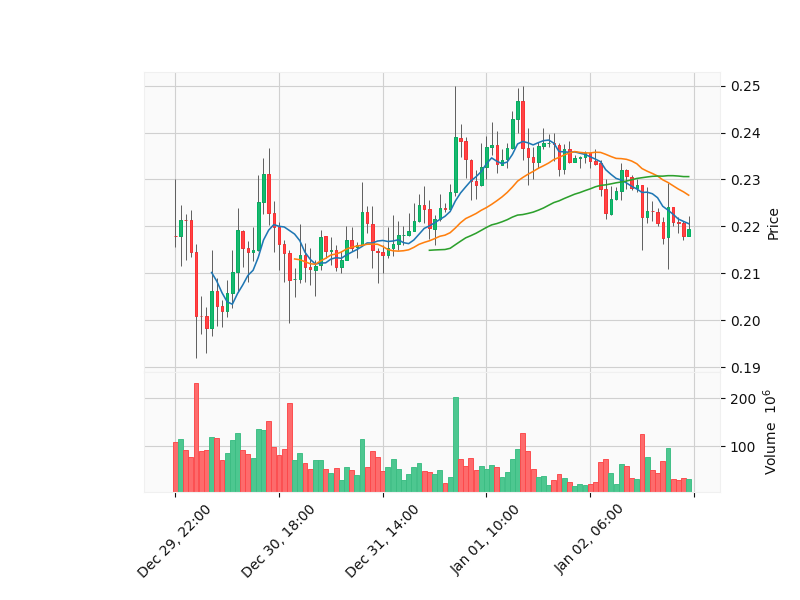 0.25
0.24
0.23
0.22
0.21
0.20
0.19
Price
200
100
Volume 10^6
Dec 29, 22:00
Dec 30, 18:00
Dec 31, 14:00
Jan 01, 10:00
Jan 02, 06:00